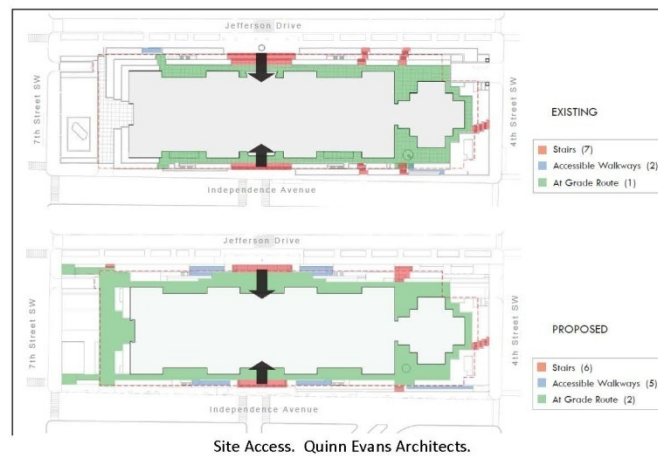 Jefferson Drive
7th Street SW
4th Street SW
EXISTING
Stairs (7)
Accessible Walkways (2)
At Grade Route (1)
Independence Avenue
Jefferson Drive
7th Street SW
4th Street SW
PROPOSED
Stairs (6)
Accessible Walkways (5)
At Grade Route (2)
Independence Avenue
Site Access. Quinn Evans Architects.